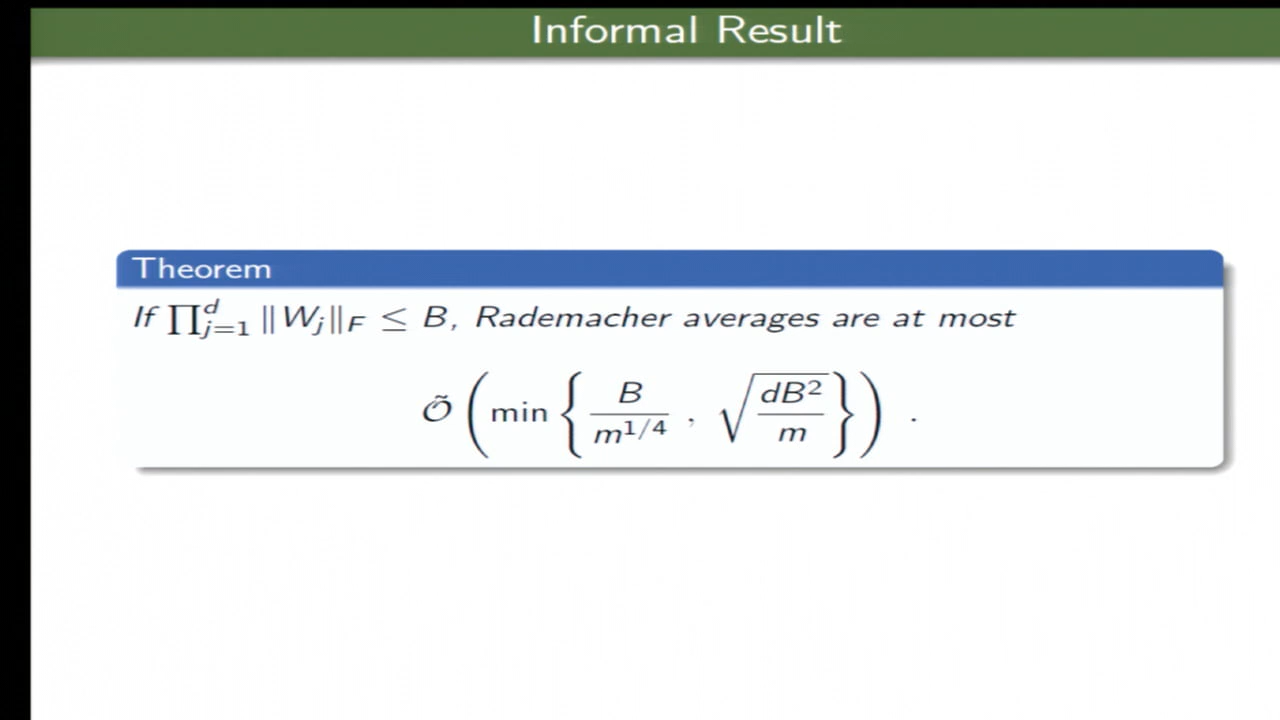 Informal Result
Theorem
If ∏_{j=1}^{d} ‖W_j‖_F ≤ B, Rademacher averages are at most
Õ ( min { B / m^{1/4} , √( dB² / m ) } ) .